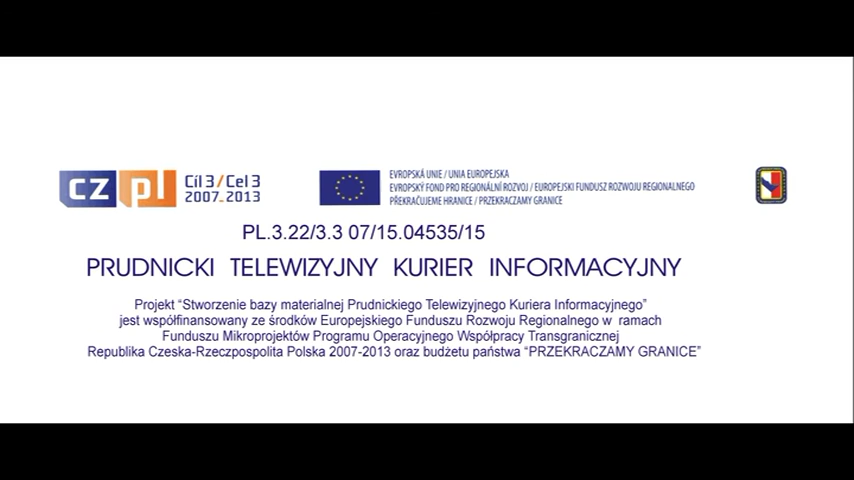 cz pl
Cíl 3 / Cel 3
2007_2013
EVROPSKÁ UNIE / UNIA EUROPEJSKA
EVROPSKÝ FOND PRO REGIONÁLNÍ ROZVOJ / EUROPEJSKI FUNDUSZ ROZWOJU REGIONALNEGO
PŘEKRAČUJEME HRANICE / PRZEKRACZAMY GRANICE
PL.3.22/3.3 07/15.04535/15
PRUDNICKI TELEWIZYJNY KURIER INFORMACYJNY
Projekt “Stworzenie bazy materialnej Prudnickiego Telewizyjnego Kuriera Informacyjnego”
jest współfinansowany ze środków Europejskiego Funduszu Rozwoju Regionalnego w ramach
Funduszu Mikroprojektów Programu Operacyjnego Współpracy Transgranicznej
Republika Czeska-Rzeczpospolita Polska 2007-2013 oraz budżetu państwa “PRZEKRACZAMY GRANICE”